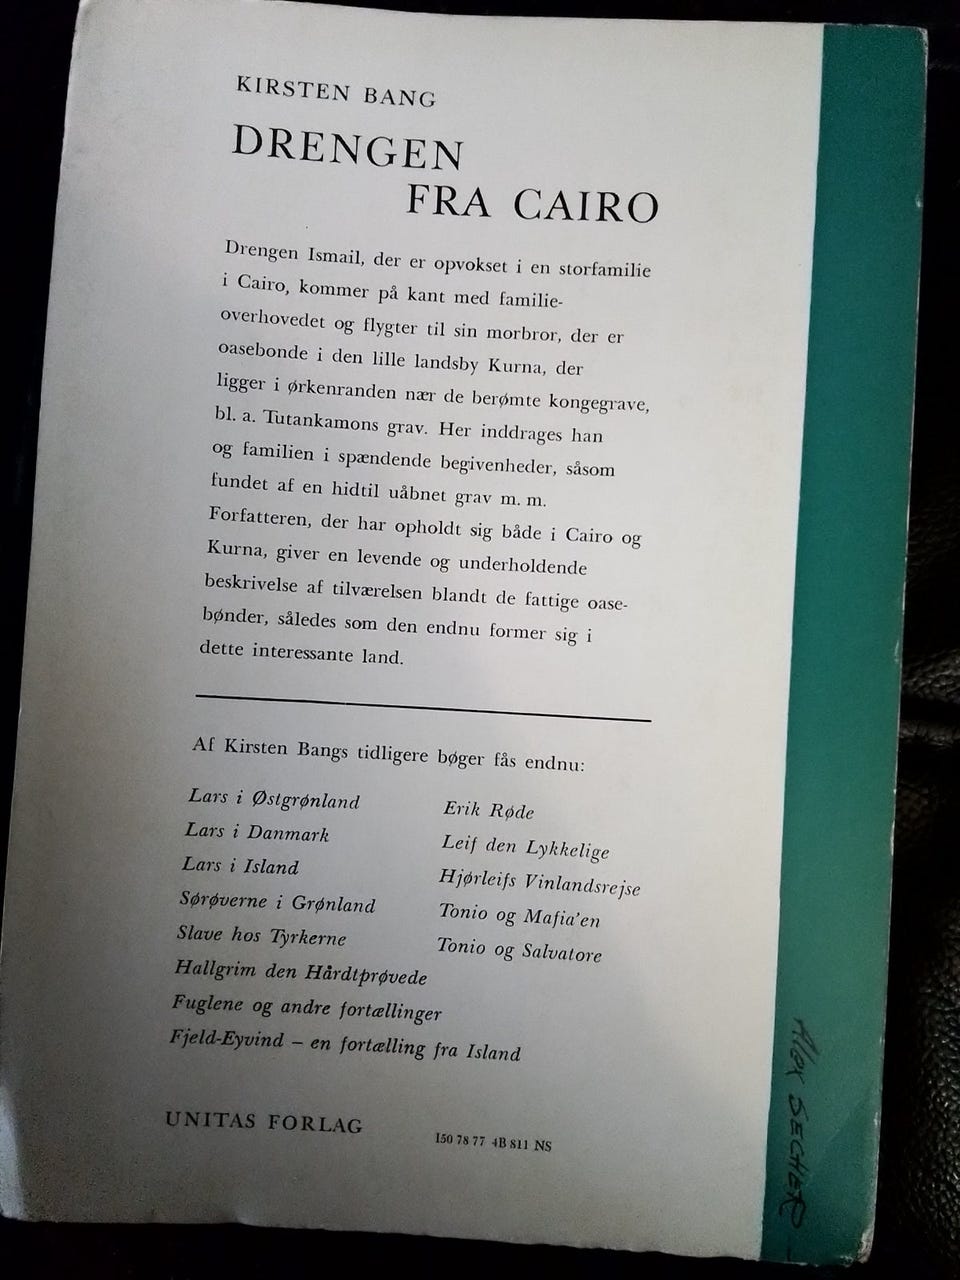 KIRSTEN BANG
DRENGEN
FRA CAIRO
Drengen Ismail, der er opvokset i en storfamilie
i Cairo, kommer på kant med familie-
overhovedet og flygter til sin morbror, der er
oasebonde i den lille landsby Kurna, der
ligger i ørkenranden nær de berømte kongegrave,
bl. a. Tutankamons grav. Her inddrages han
og familien i spændende begivenheder, såsom
fundet af en hidtil uåbnet grav m. m.
Forfatteren, der har opholdt sig både i Cairo og
Kurna, giver en levende og underholdende
beskrivelse af tilværelsen blandt de fattige oase-
bønder, således som den endnu former sig i
dette interessante land.
Af Kirsten Bangs tidligere bøger fås endnu:
Lars i Østgrønland
Lars i Danmark
Lars i Island
Sørøverne i Grønland
Slave hos Tyrkerne
Hallgrim den Hårdtprøvede
Fuglene og andre fortællinger
Fjeld-Eyvind – en fortælling fra Island
Erik Røde
Leif den Lykkelige
Hjørleifs Vinlandsrejse
Tonio og Mafia'en
Tonio og Salvatore
UNITAS FORLAG
I50 78 77 4B 811 NS
Alex SECHER